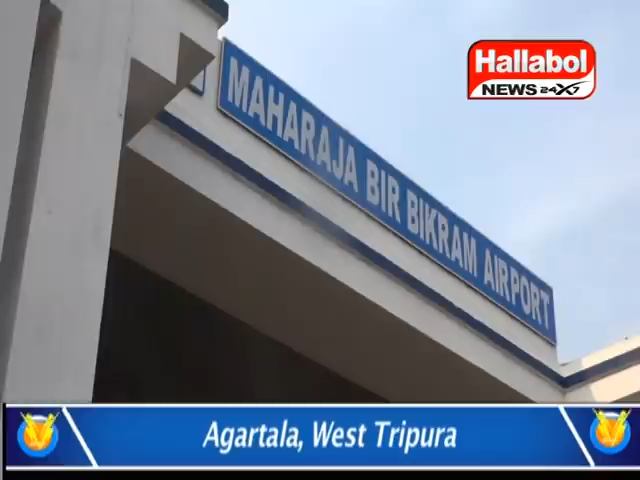 Hallabol
NEWS 24X7
MAHARAJA BIR BIKRAM AIRPORT
Agartala, West Tripura